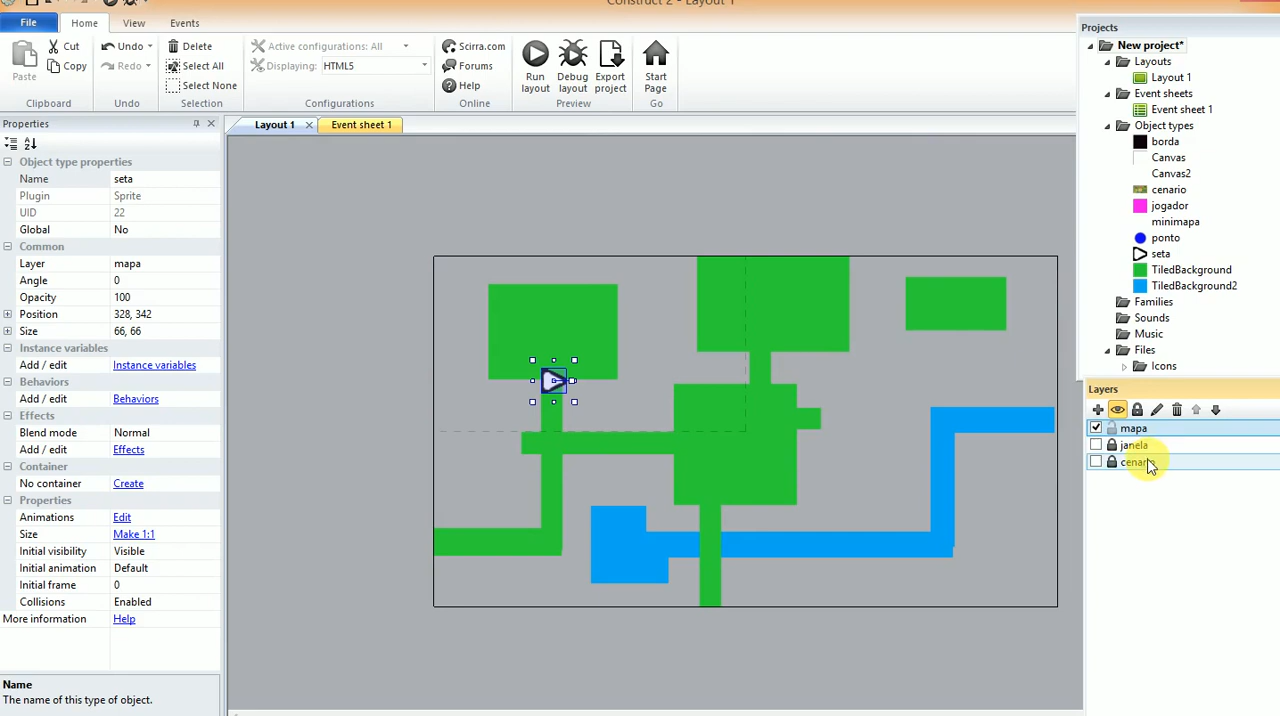 Construct 2 - Layout 1
File Home View Events
Paste
Cut
Copy
Clipboard
Undo
Redo
Undo
Delete
Select All
Select None
Selection
Active configurations: All
Displaying: HTML5
Configurations
Scirra.com
Forums
Help
Online
Run layout
Debug layout
Export project
Preview
Start Page
Go
Properties
Object type properties
Name seta
Plugin Sprite
UID 22
Global No
Common
Layer mapa
Angle 0
Opacity 100
Position 328, 342
Size 66, 66
Instance variables
Add / edit Instance variables
Behaviors
Add / edit Behaviors
Effects
Blend mode Normal
Add / edit Effects
Container
No container Create
Properties
Animations Edit
Size Make 1:1
Initial visibility Visible
Initial animation Default
Initial frame 0
Collisions Enabled
More information Help
Name
The name of this type of object.
Layout 1 Event sheet 1
Projects
New project*
Layouts
Layout 1
Event sheets
Event sheet 1
Object types
borda
Canvas
Canvas2
cenario
jogador
minimapa
ponto
seta
TiledBackground
TiledBackground2
Families
Sounds
Music
Files
Icons
Layers
mapa
janela